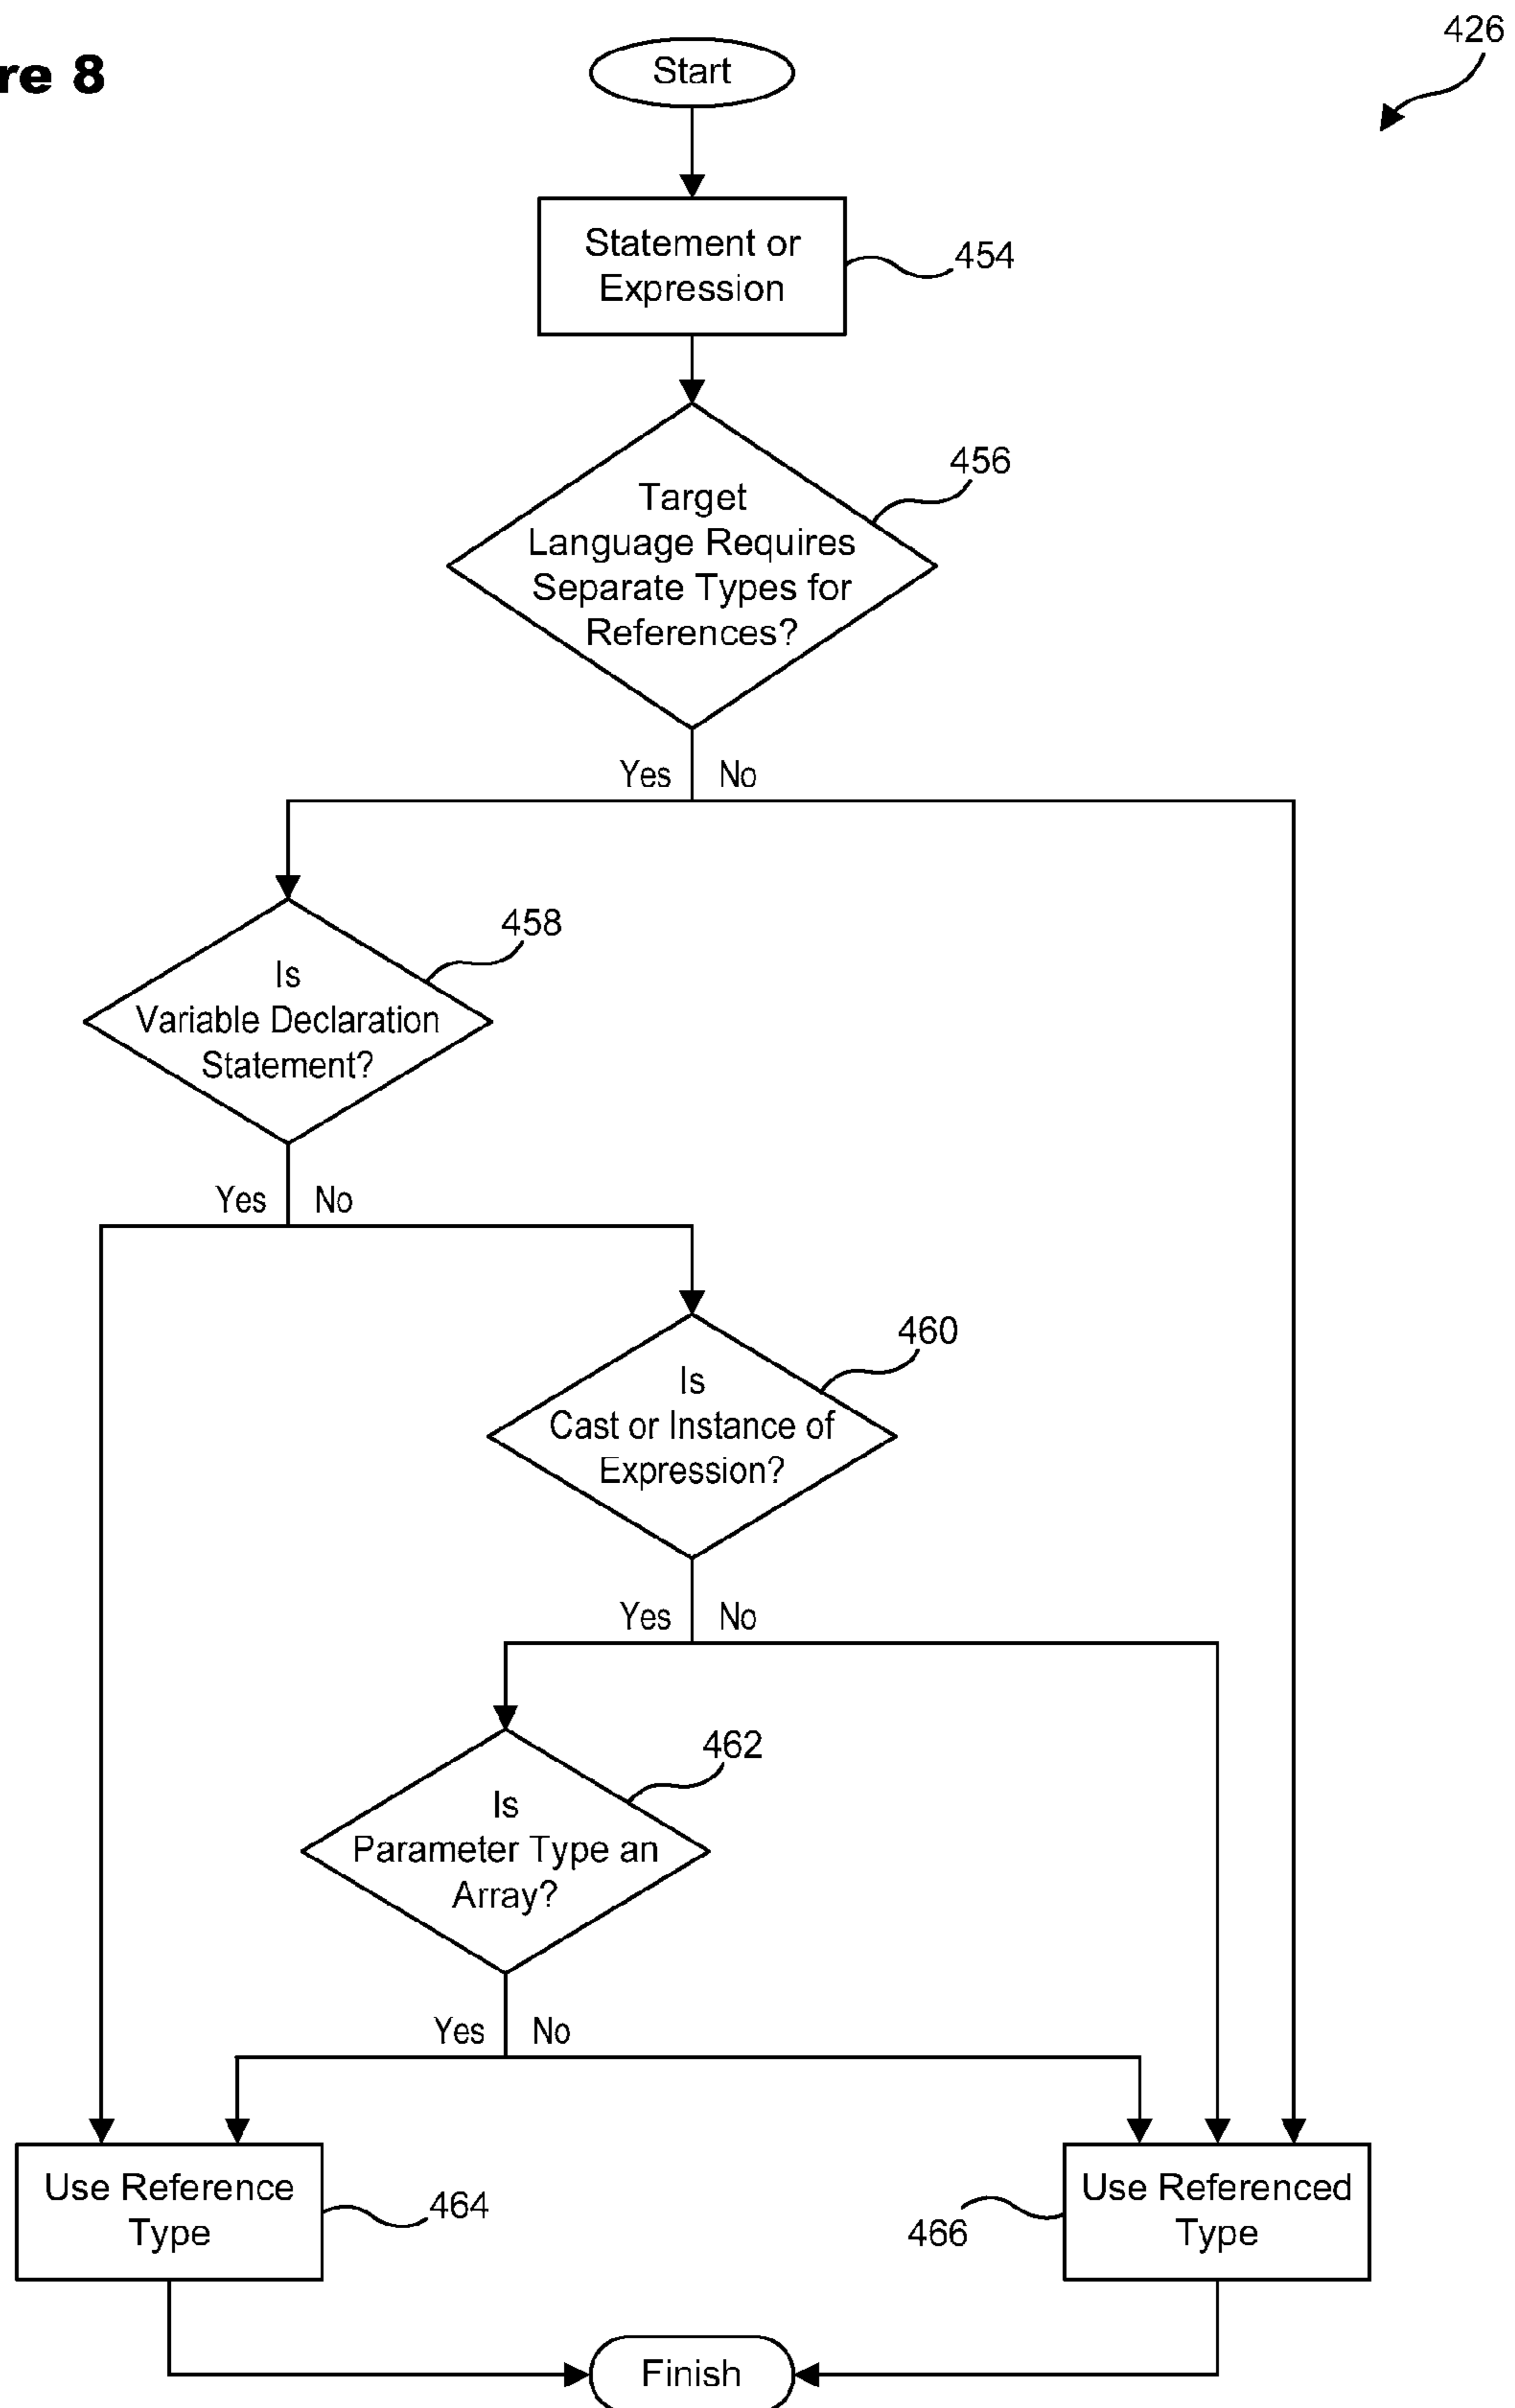 re 8
426
Start
Statement or
Expression
454
456
Target
Language Requires
Separate Types for
References?
Yes
No
458
Is
Variable Declaration
Statement?
Yes
No
460
Is
Cast or Instance of
Expression?
Yes
No
462
Is
Parameter Type an
Array?
Yes
No
Use Reference
Type
464
466
Use Referenced
Type
Finish